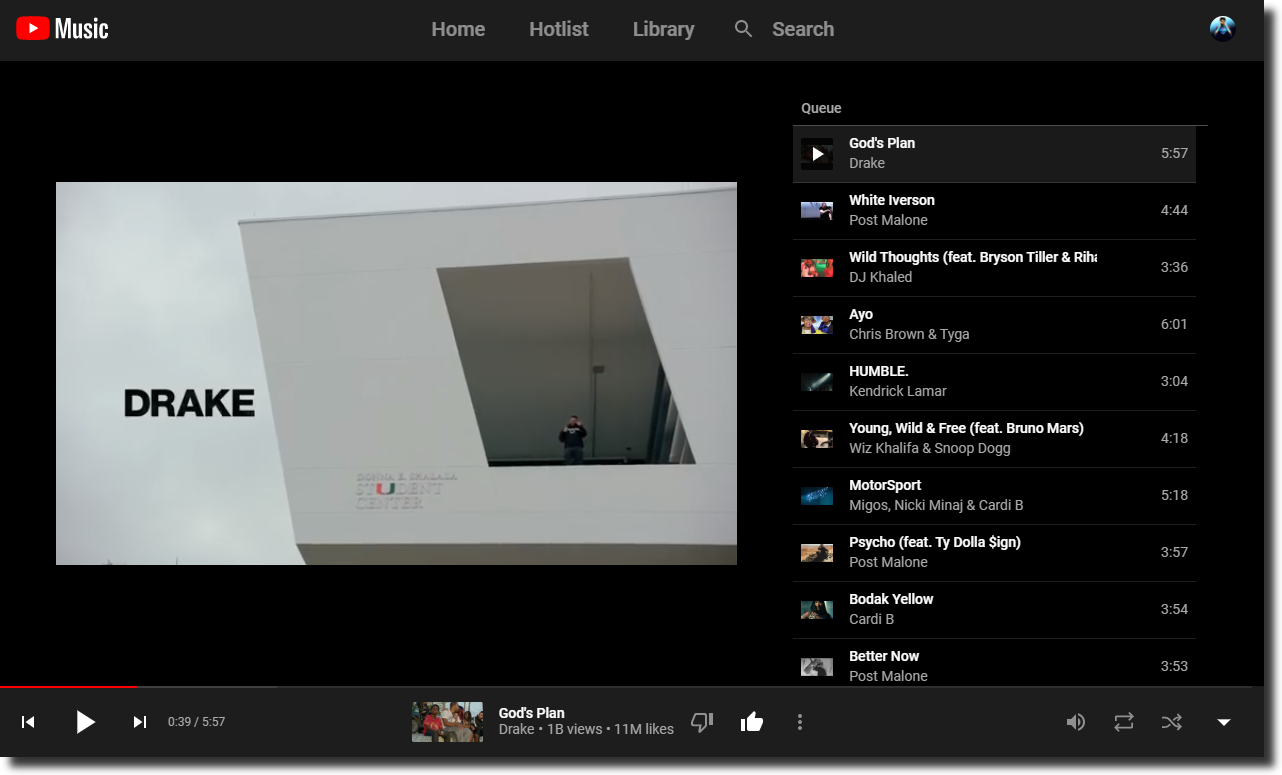 Music
Home
Hotlist
Library
Search
Queue
God's Plan
Drake
5:57
White Iverson
Post Malone
4:44
Wild Thoughts (feat. Bryson Tiller & Riha
DJ Khaled
3:36
Ayo
Chris Brown & Tyga
6:01
HUMBLE.
Kendrick Lamar
3:04
Young, Wild & Free (feat. Bruno Mars)
Wiz Khalifa & Snoop Dogg
4:18
MotorSport
Migos, Nicki Minaj & Cardi B
5:18
Psycho (feat. Ty Dolla $ign)
Post Malone
3:57
Bodak Yellow
Cardi B
3:54
Better Now
Post Malone
3:53
DRAKE
DONNA E. SHALALA
STUDENT
CENTER
0:39 / 5:57
God's Plan
Drake • 1B views • 11M likes